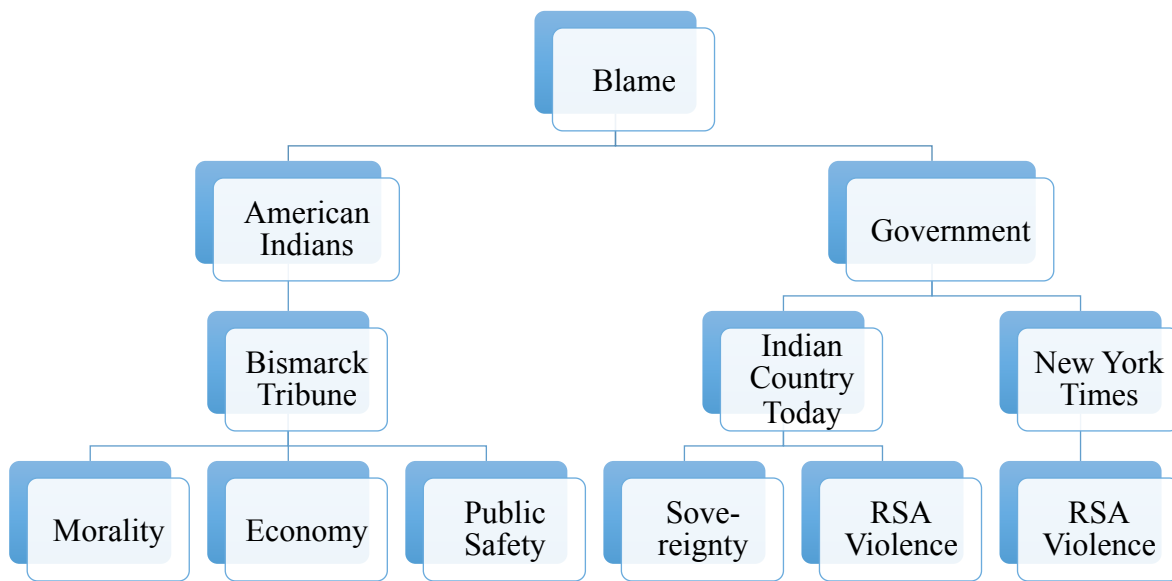 Blame
American
Indians
Government
Bismarck
Tribune
Indian
Country
Today
New York
Times
Morality
Economy
Public
Safety
Sove-
reignty
RSA
Violence
RSA
Violence